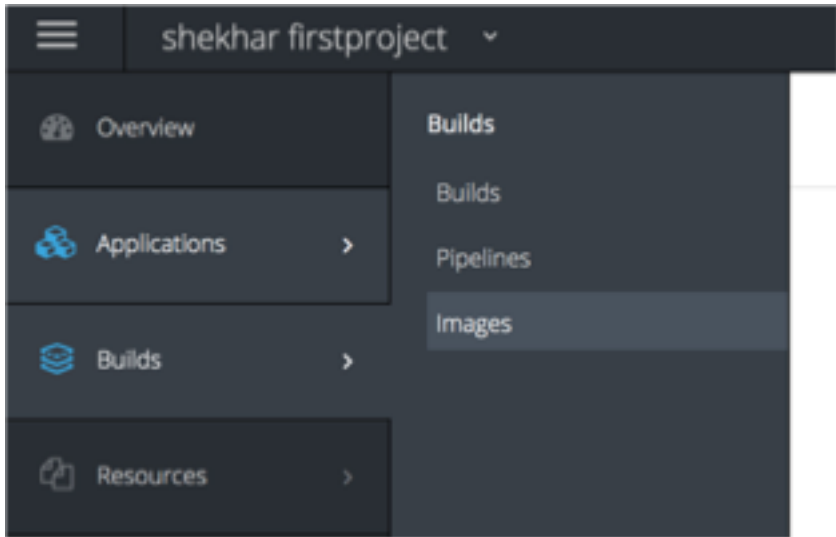 shekhar firstproject
Overview
Applications
Builds
Resources
Builds
Builds
Pipelines
Images